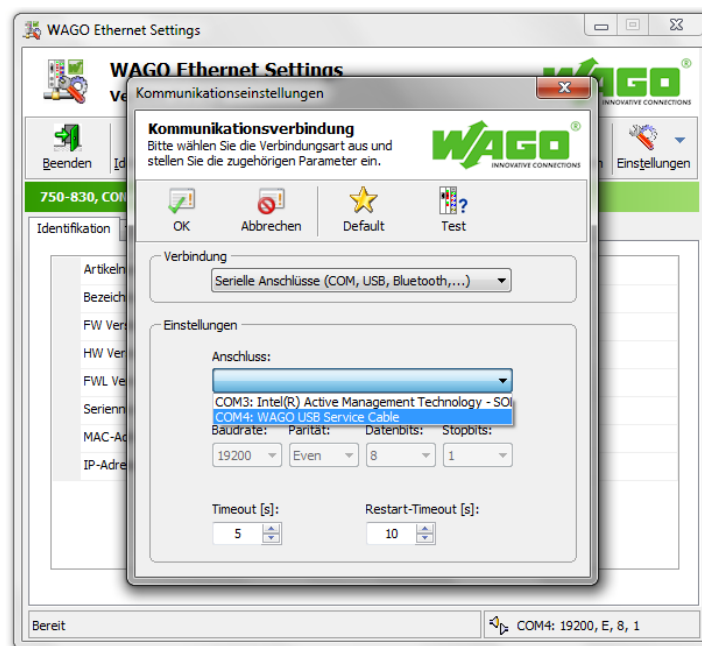 WAGO Ethernet Settings
WAGO Ethernet Settings
WAGO®
INNOVATIVE CONNECTIONS
Beenden
Einstellungen
750-830,
Identifikation
Kommunikationseinstellungen
Kommunikationsverbindung
Bitte wählen Sie die Verbindungsart aus und
stellen Sie die zugehörigen Parameter ein.
WAGO®
INNOVATIVE CONNECTIONS
OK Abbrechen Default Test
Verbindung
Serielle Anschlüsse (COM, USB, Bluetooth,...)
Einstellungen
Anschluss:
COM3: Intel(R) Active Management Technology - SOL
COM4: WAGO USB Service Cable
Baudrate: Parität: Datenbits: Stopbits:
19200 Even 8 1
Timeout [s]: Restart-Timeout [s]:
5 10
Bereit
COM4: 19200, E, 8, 1